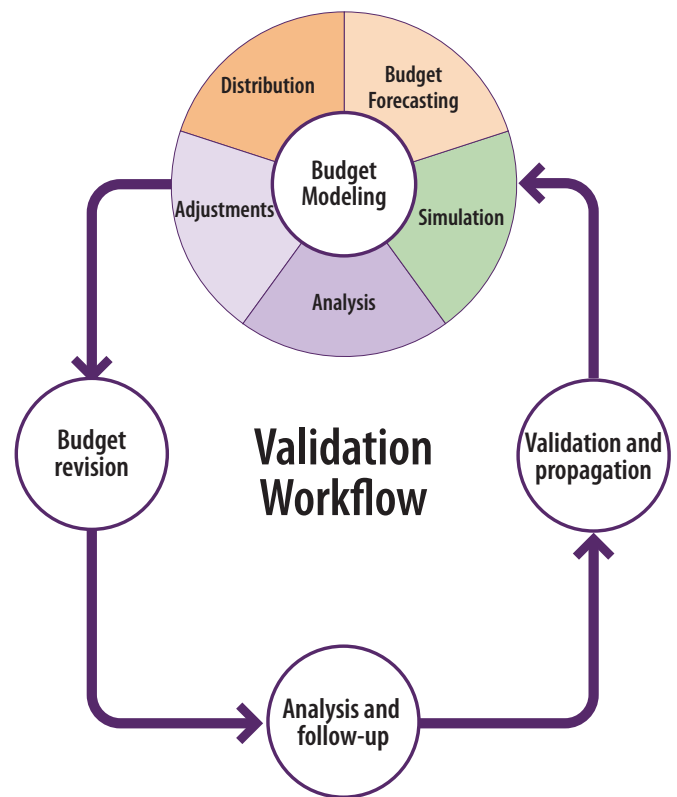 Distribution
Budget
Forecasting
Budget
Modeling
Adjustments
Simulation
Analysis
Budget
revision
Validation
Workflow
Validation and
propagation
Analysis and
follow-up